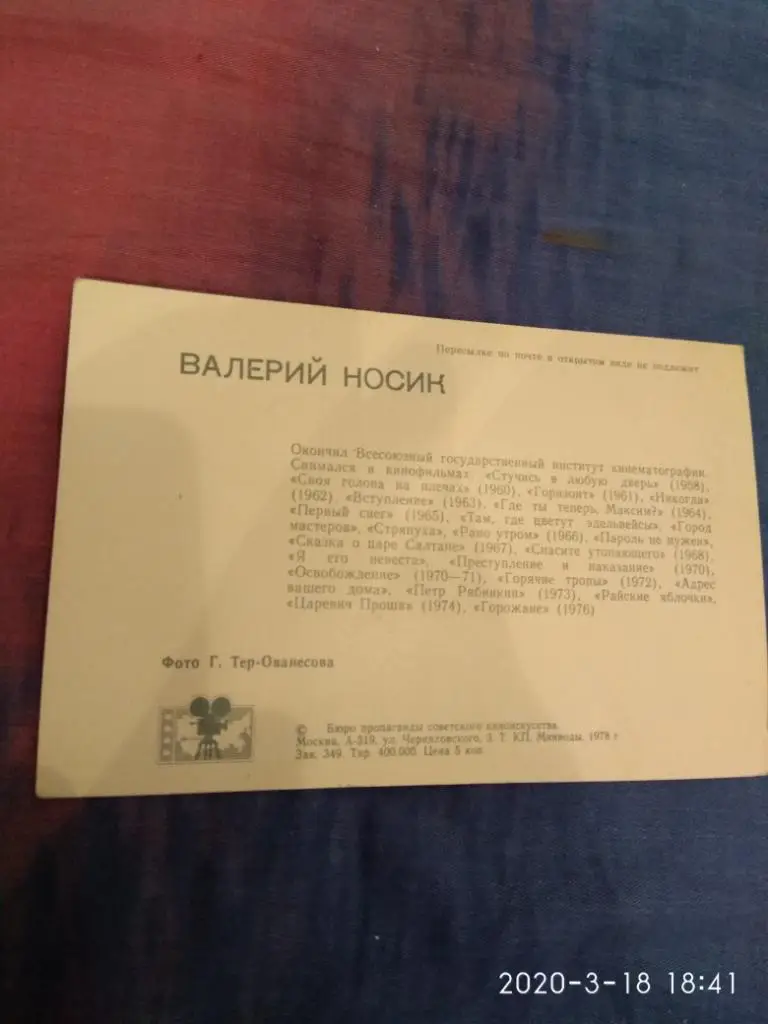 Пересылке по почте в открытом виде не подлежит
ВАЛЕРИЙ НОСИК
Окончил Всесоюзный государственный институт кинематографии.
Снимался в кинофильмах «Стучись в любую дверь» (1958),
«Своя голова на плечах» (1960), «Горизонт» (1961), «Никогда»
(1962), «Вступление» (1963), «Где ты теперь, Максим?» (1964),
«Первый снег» (1965), «Там, где цветут эдельвейсы», «Город
мастеров», «Стряпуха», «Рано утром» (1966), «Пароль не нужен»,
«Сказка о царе Салтане» (1967), «Спасите утопающего» (1968),
«Я его невеста», «Преступление и наказание» (1970),
«Освобождение» (1970—71), «Горячие тропы» (1972), «Адрес
вашего дома», «Петр Рябинкин» (1973), «Райские яблочки»,
«Царевич Проша» (1974), «Горожане» (1976)
Фото Г. Тер-Ованесова
© Бюро пропаганды советского киноискусства
Москва, А-319, ул. Черняховского, 3. Т. КП. Минводы. 1978 г
Зак. 349. Тир. 400.000. Цена 5 коп.
2020-3-18 18:41